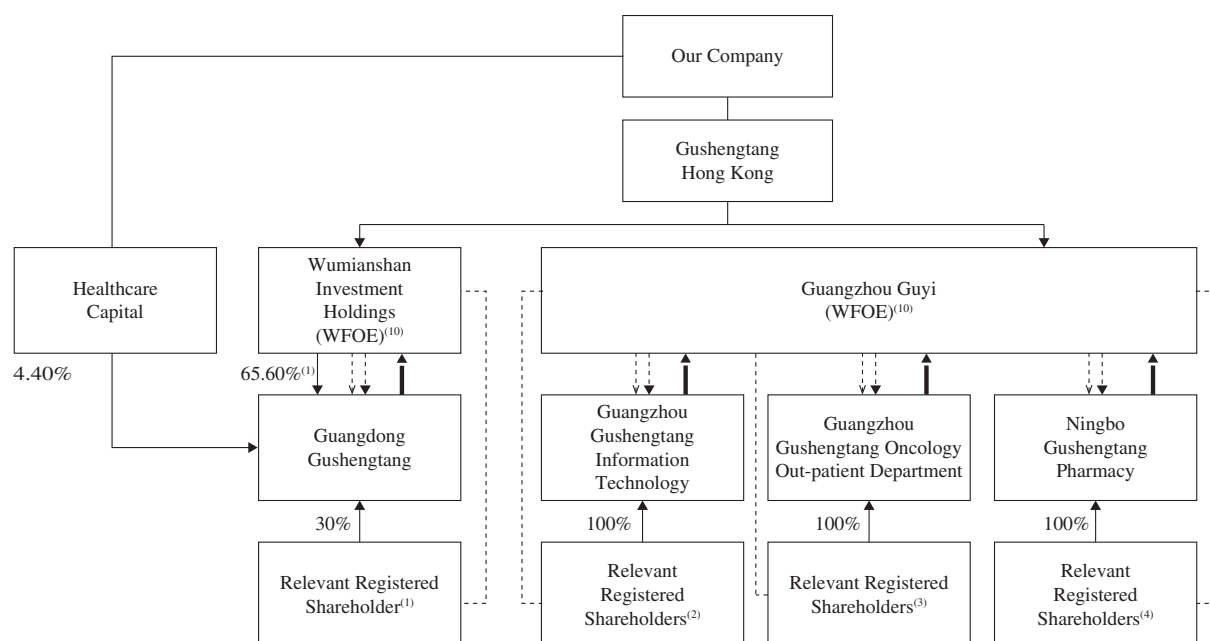 Our Company
Gushengtang
Hong Kong
Healthcare
Capital
Wumianshan
Investment
Holdings
(WFOE)(10)
Guangzhou Guyi
(WFOE)(10)
4.40%
65.60%(1)
Guangdong
Gushengtang
Guangzhou
Gushengtang
Information
Technology
Guangzhou
Gushengtang Oncology
Out-patient Department
Ningbo
Gushengtang
Pharmacy
30%
100%
100%
100%
Relevant Registered
Shareholder(1)
Relevant
Registered
Shareholders(2)
Relevant Registered
Shareholders(3)
Relevant
Registered
Shareholders(4)